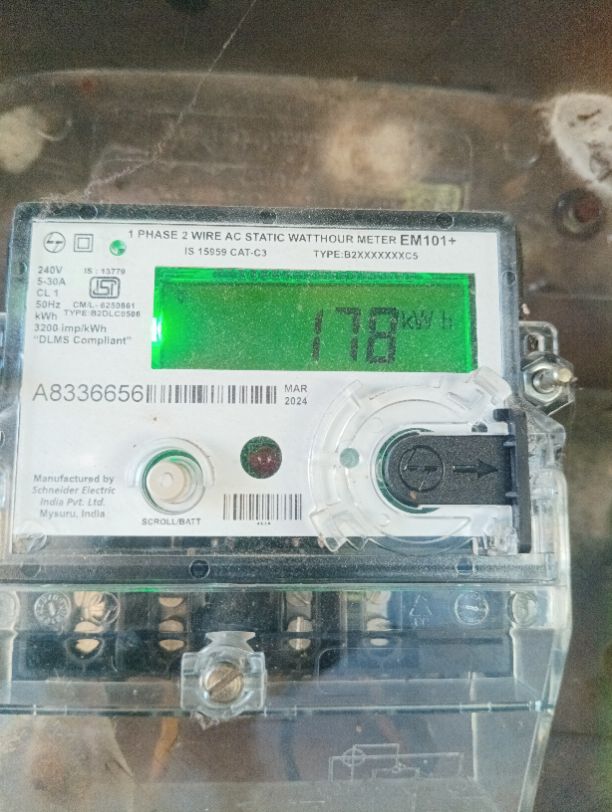 1 PHASE 2 WIRE AC STATIC WATTHOUR METER EM101+
IS 15959 CAT-C3 TYPE:B2XXXXXXXC5
240V IS : 13779
5-30A
CL 1
50Hz CM/L - 6250861
kWh TYPE:B2DLC0506
3200 imp/kWh
"DLMS Compliant"
178 kWh
A8336656 MAR
2024
Manufactured by
Schneider Electric
India Pvt. Ltd.
Mysuru, India
SCROLL/BATT